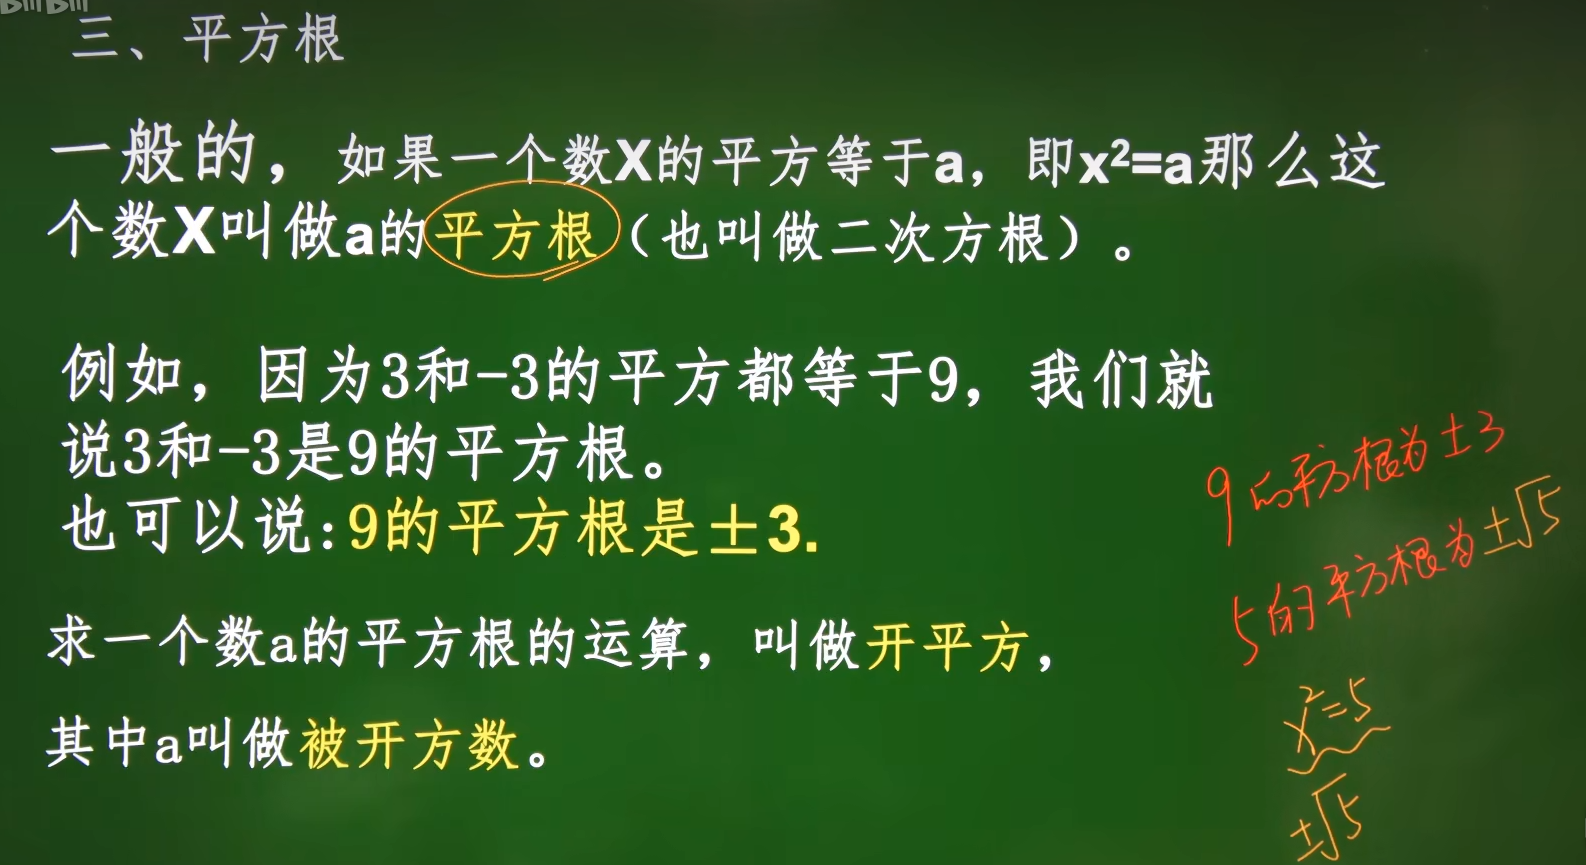 三、平方根
一般的，如果一个数X的平方等于a，即x²=a那么这
个数X叫做a的平方根（也叫做二次方根）。
例如，因为3和-3的平方都等于9，我们就
说3和-3是9的平方根。
也可以说:9的平方根是±3.
求一个数a的平方根的运算，叫做开平方，
其中a叫做被开方数。
9的平方根为±3
5的平方根为±√5
x²=5
±√5